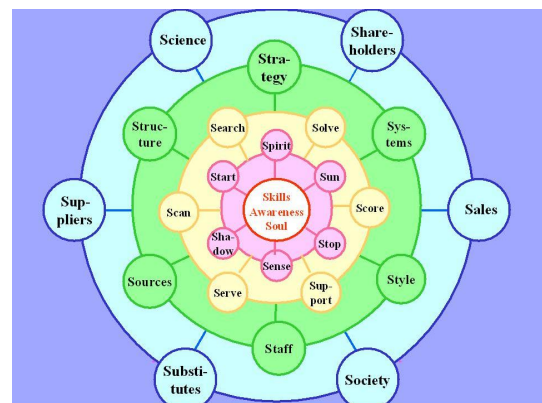 Science
Share-
holders
Stra-
tegy
Struc-
ture
Search
Solve
Sys-
tems
Spirit
Start
Sun
Sup-
pliers
Scan
Skills
Awareness
Soul
Score
Sales
Sha-
dow
Stop
Sense
Sources
Serve
Sup-
port
Style
Staff
Substi-
tutes
Society